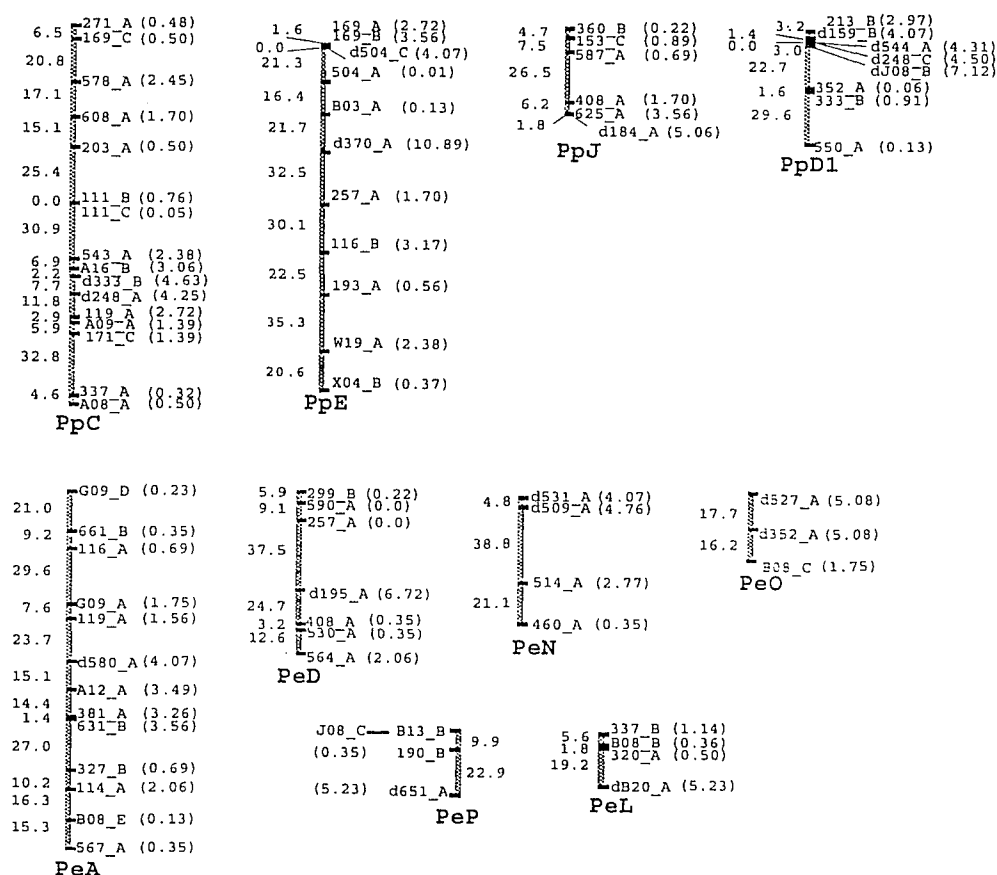 6.5 271_A (0.48)
169_C (0.50)
20.8
578_A (2.45)
17.1
608_A (1.70)
15.1
203_A (0.50)
25.4
0.0 111_B (0.76)
111_C (0.05)
30.9
543_A (2.38)
6.9 A16_B (3.06)
2.2 d333_B (4.63)
7.7 d248_A (4.25)
11.8
119_A (2.72)
2.9 A09_A (1.39)
5.9 171_C (1.39)
32.8
337_A (0.32)
4.6 A08_A (0.50)
PpC
169_A (2.72)
1.6 169_B (3.56)
0.0 d504_C (4.07)
21.3
504_A (0.01)
16.4
B03_A (0.13)
21.7
d370_A (10.89)
32.5
257_A (1.70)
30.1
116_B (3.17)
22.5
193_A (0.56)
35.3
W19_A (2.38)
20.6
X04_B (0.37)
PpE
4.7 360_B (0.22)
153_C (0.89)
7.5 587_A (0.69)
26.5
408_A (1.70)
6.2 625_A (3.56)
1.8 d184_A (5.06)
PpJ
213_B (2.97)
3.2 d159_B (4.07)
1.4 d544_A (4.31)
0.0 d248_C (4.50)
3.0 dJ08_B (7.12)
22.7
352_A (0.06)
1.6 333_B (0.91)
29.6
550_A (0.13)
PpD1
G09_D (0.23)
21.0
661_B (0.35)
9.2 116_A (0.69)
29.6
G09_A (1.75)
7.6 119_A (1.56)
23.7
d580_A (4.07)
15.1
A12_A (3.49)
14.4
381_A (3.26)
1.4 631_B (3.56)
27.0
327_B (0.69)
10.2 114_A (2.06)
16.3
B08_E (0.13)
15.3
567_A (0.35)
PeA
5.9 299_B (0.22)
590_A (0.0)
9.1 257_A (0.0)
37.5
d195_A (6.72)
24.7
408_A (0.35)
3.2 530_A (0.35)
12.6 564_A (2.06)
PeD
4.8 d531_A (4.07)
d509_A (4.76)
38.8
514_A (2.77)
21.1
460_A (0.35)
PeN
d527_A (5.08)
17.7
d352_A (5.08)
16.2
B08_C (1.75)
PeO
J08_C B13_B
9.9
(0.35) 190_B
22.9
(5.23) d651_A
PeP
337_B (1.14)
5.6 B08_B (0.36)
1.8 320_A (0.50)
19.2
dB20_A (5.23)
PeL